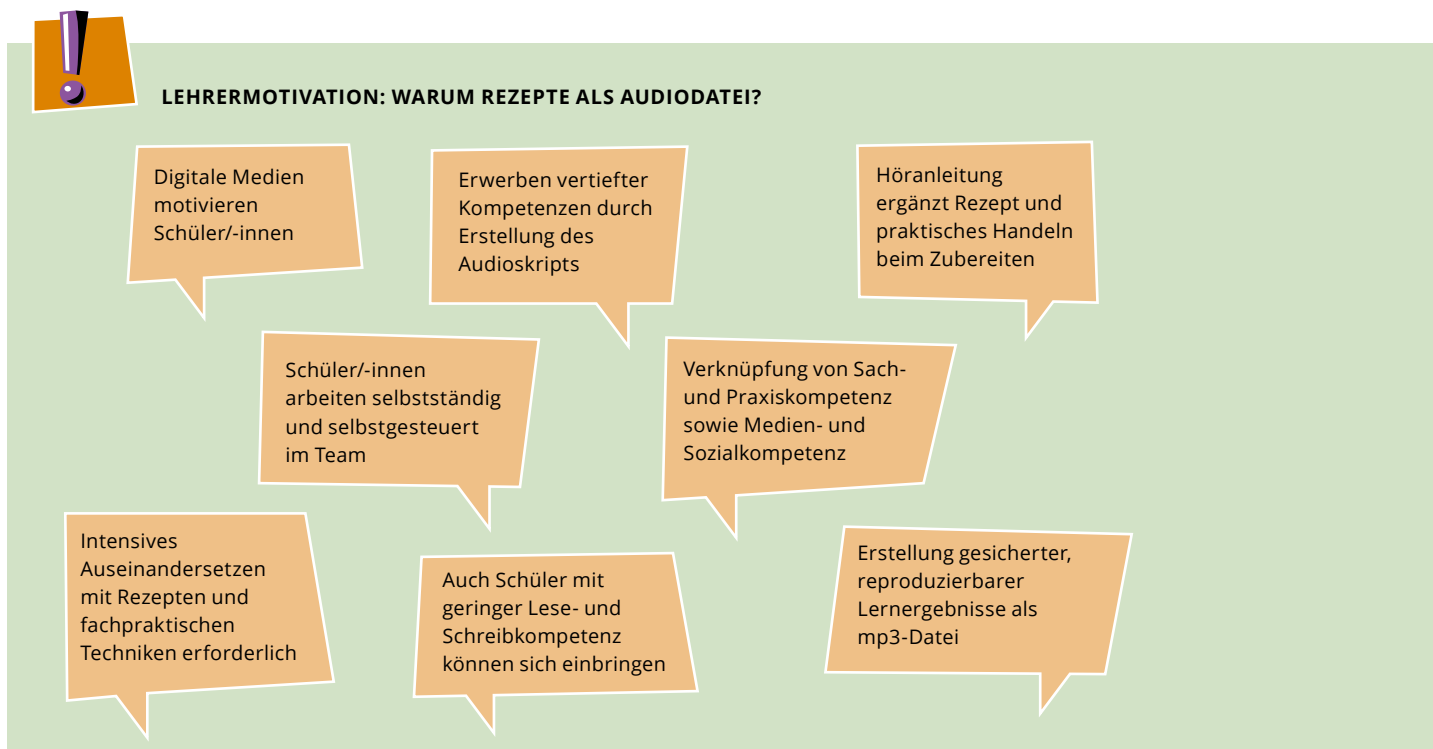 LEHRERMOTIVATION: WARUM REZEPTE ALS AUDIODATEI?
Digitale Medien
motivieren
Schüler/-innen
Erwerben vertiefter
Kompetenzen durch
Erstellung des
Audioskripts
Höranleitung
ergänzt Rezept und
praktisches Handeln
beim Zubereiten
Schüler/-innen
arbeiten selbstständig
und selbstgesteuert
im Team
Verknüpfung von Sach-
und Praxiskompetenz
sowie Medien- und
Sozialkompetenz
Intensives
Auseinandersetzen
mit Rezepten und
fachpraktischen
Techniken erforderlich
Auch Schüler mit
geringer Lese- und
Schreibkompetenz
können sich einbringen
Erstellung gesicherter,
reproduzierbarer
Lernergebnisse als
mp3-Datei